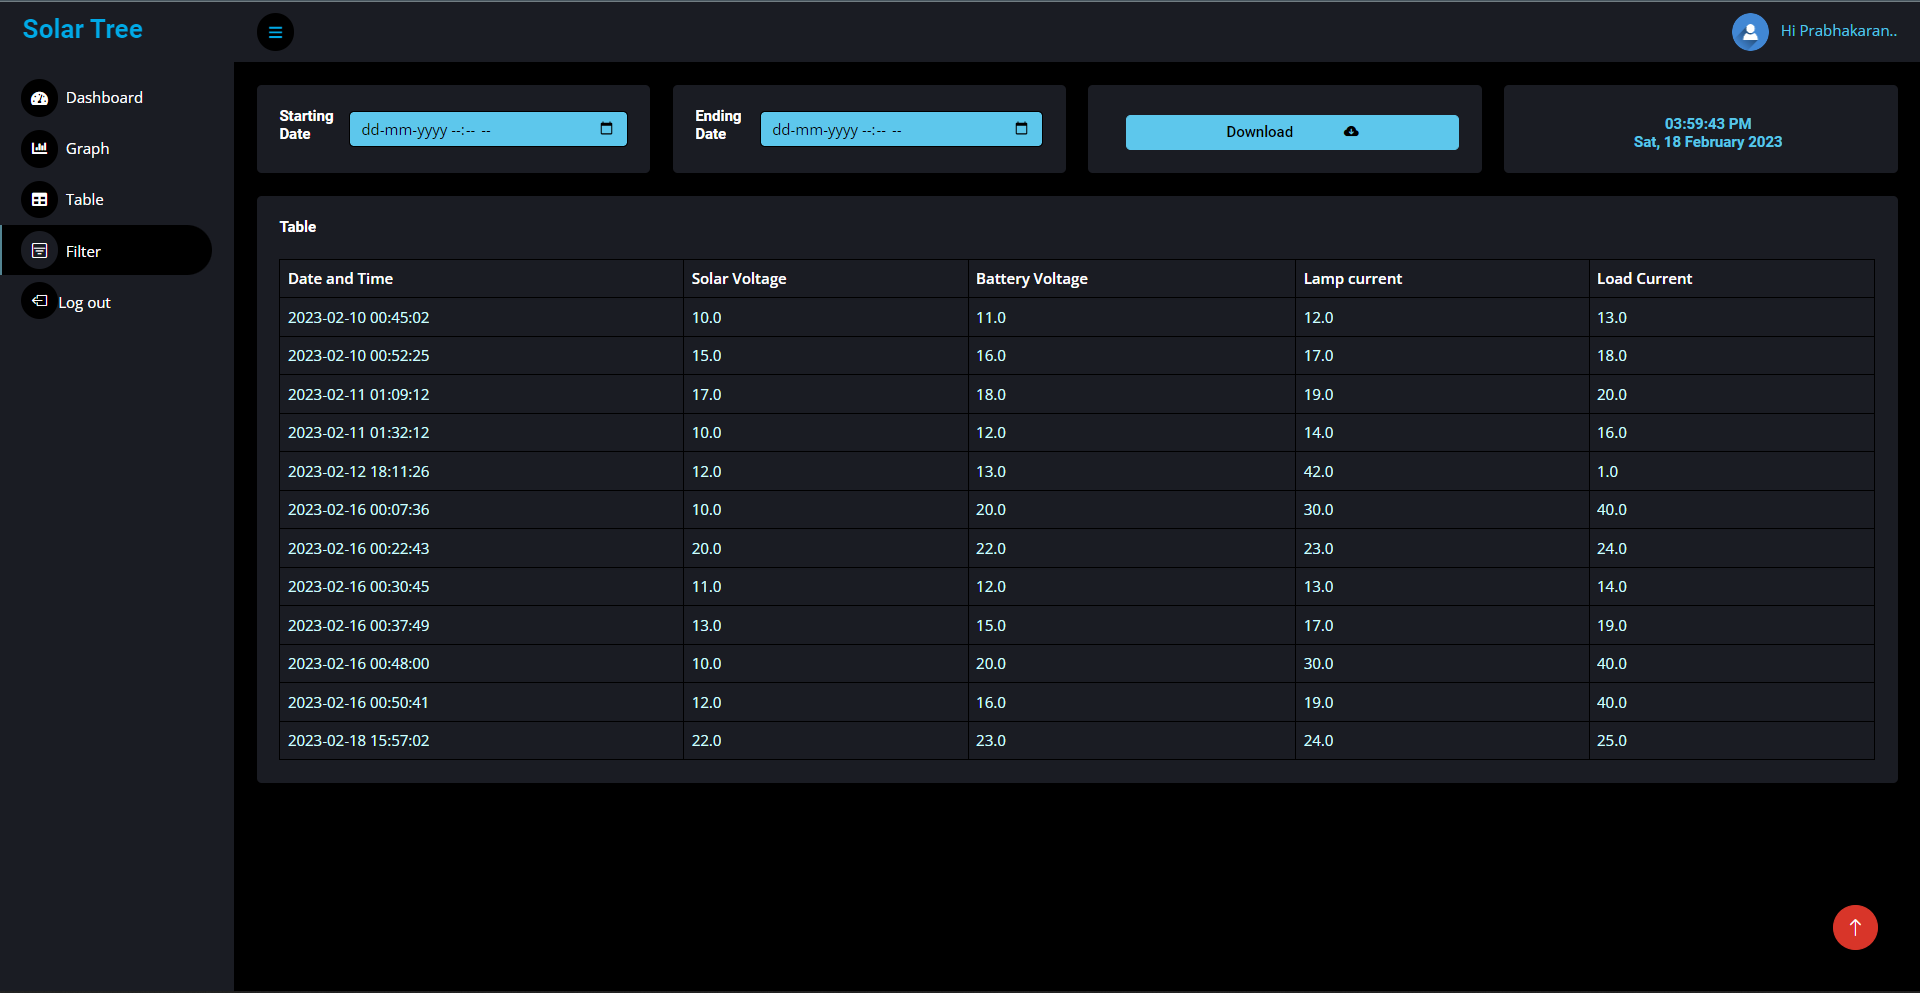 Solar Tree
Hi Prabhakaran..
Dashboard
Graph
Table
Filter
Log out
Starting Date
dd-mm-yyyy --:-- --
Ending Date
dd-mm-yyyy --:-- --
Download
03:59:43 PM
Sat, 18 February 2023
Table
Date and Time Solar Voltage Battery Voltage Lamp current Load Current
2023-02-10 00:45:02 10.0 11.0 12.0 13.0
2023-02-10 00:52:25 15.0 16.0 17.0 18.0
2023-02-11 01:09:12 17.0 18.0 19.0 20.0
2023-02-11 01:32:12 10.0 12.0 14.0 16.0
2023-02-12 18:11:26 12.0 13.0 42.0 1.0
2023-02-16 00:07:36 10.0 20.0 30.0 40.0
2023-02-16 00:22:43 20.0 22.0 23.0 24.0
2023-02-16 00:30:45 11.0 12.0 13.0 14.0
2023-02-16 00:37:49 13.0 15.0 17.0 19.0
2023-02-16 00:48:00 10.0 20.0 30.0 40.0
2023-02-16 00:50:41 12.0 16.0 19.0 40.0
2023-02-18 15:57:02 22.0 23.0 24.0 25.0